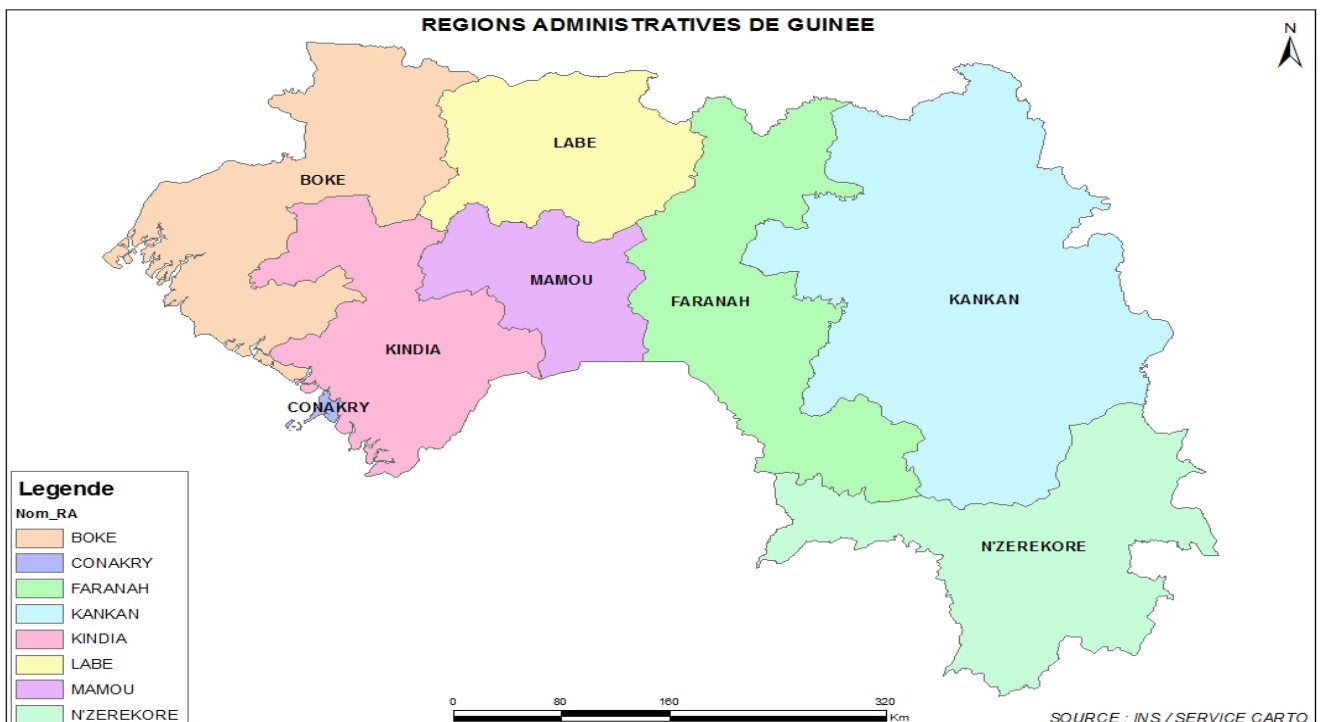 REGIONS ADMINISTRATIVES DE GUINEE
N
LABE
BOKE
MAMOU
FARANAH
KANKAN
KINDIA
CONAKRY
N'ZEREKORE
Legende
Nom_RA
BOKE
CONAKRY
FARANAH
KANKAN
KINDIA
LABE
MAMOU
N'ZEREKORE
0 80 160 320
Km
SOURCE : INS / SERVICE CARTO